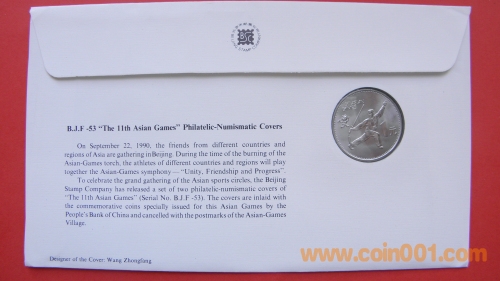 B.J.F -53 "The 11th Asian Games" Philatelic-Numismatic Covers
On September 22, 1990, the friends from different countries and
regions of Asia are gathering in Beijing. During the time of the burning of the
Asian-Games torch, the athletes of different countries and regions will play
together the Asian-Games symphony— "Unity, Friendship and Progress".
To celebrate the grand gathering of the Asian sports circles, the Beijing
Stamp Company has released a set of two philatelic-numismatic covers of
"The 11th Asian Games" (Serial No. B.J.F -53). The covers are inlaid with
the commemorative coins specially issued for this Asian Games by the
People's Bank of China and cancelled with the postmarks of the Asian-Games
Village.
Designer of the Cover: Wang Zhongfang
www.coin001.com